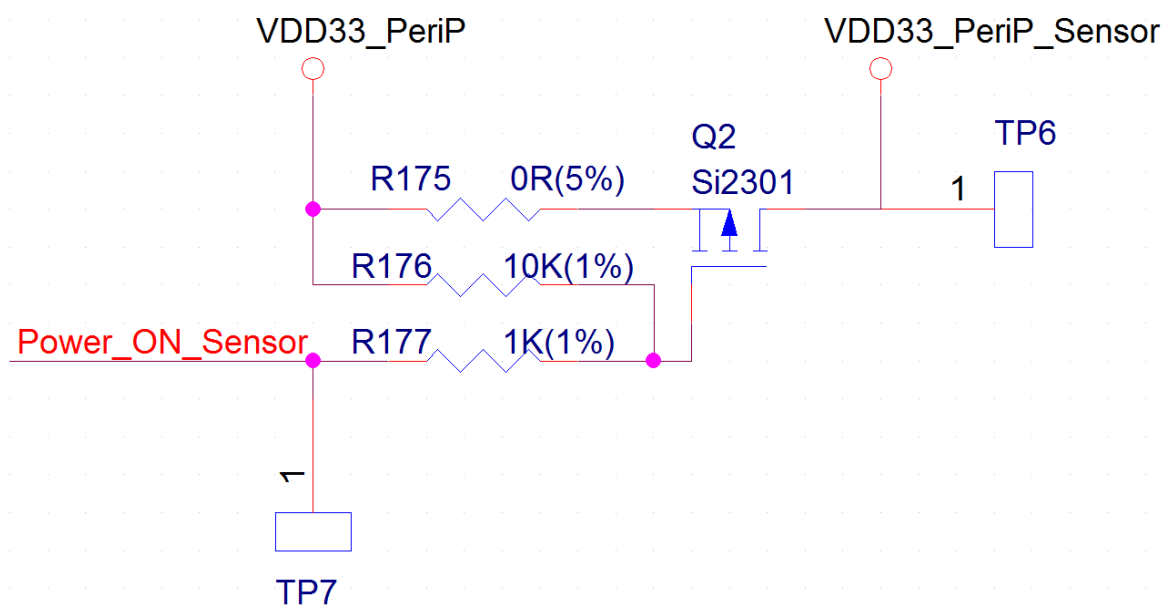 VDD33_PeriP
VDD33_PeriP_Sensor
Q2
Si2301
TP6
1
R175 0R(5%)
R176 10K(1%)
Power_ON_Sensor
R177 1K(1%)
1
TP7